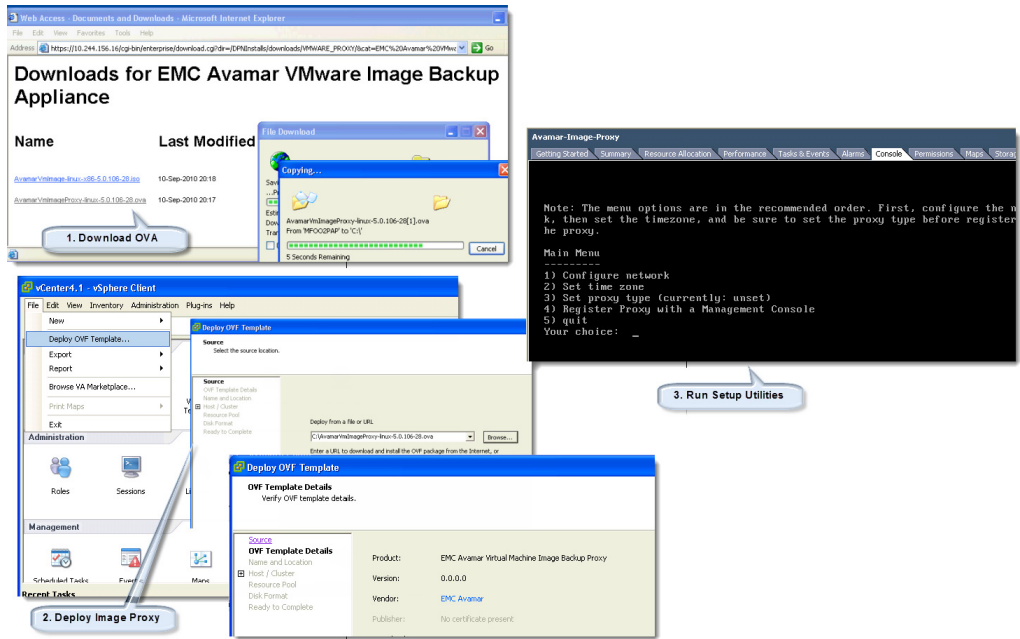 Web Access - Documents and Downloads - Microsoft Internet Explorer
File Edit View Favorites Tools Help
Address https://10.244.156.16/cgi-bin/enterprise/download.cgi?dir=/DPNInstalls/downloads/VMWARE_PROXY/&cat=EMC%20Avamar%20VMwa Go
Downloads for EMC Avamar VMware Image Backup
Appliance
Name Last Modified
AvamarVmImage-linux-x86-5.0.106-28.iso 10-Sep-2010 20:18
AvamarVmImageProxy-linux-5.0.106-28.ova 10-Sep-2010 20:17
1. Download OVA
File Download
Savi
...P
Esti
Dow
Tran
Copying...
AvamarVmImageProxy-linux-5.0.106-28[1].ova
From 'MFOO2PAP' to 'C:\'
Cancel
5 Seconds Remaining
vCenter4.1 - vSphere Client
File Edit View Inventory Administration Plug-ins Help
New
Deploy OVF Template...
Export
Report
Browse VA Marketplace...
Print Maps
Exit
Administration
Roles Sessions Li
Management
Scheduled Tasks Event Maps
Recent Tasks
2. Deploy Image Proxy
Deploy OVF Template
Source
Select the source location.
Source
OVF Template Details
Name and Location
Host / Cluster
Resource Pool
Disk Format
Ready to Complete
Deploy from a file or URL
C:\AvamarVmImageProxy-linux-5.0.106-28.ova Browse...
Enter a URL to download and install the OVF package from the Internet, or
Deploy OVF Template
OVF Template Details
Verify OVF template details.
Source
OVF Template Details
Name and Location
Host / Cluster
Resource Pool
Disk Format
Ready to Complete
Product: EMC Avamar Virtual Machine Image Backup Proxy
Version: 0.0.0.0
Vendor: EMC Avamar
Publisher: No certificate present
Avamar-Image-Proxy
Getting Started Summary Resource Allocation Performance Tasks & Events Alarms Console Permissions Maps Storag
Note: The menu options are in the recommended order. First, configure the n
k, then set the timezone, and be sure to set the proxy type before register
he proxy.
Main Menu
---------
1) Configure network
2) Set time zone
3) Set proxy type (currently: unset)
4) Register Proxy with a Management Console
5) quit
Your choice: _
3. Run Setup Utilities